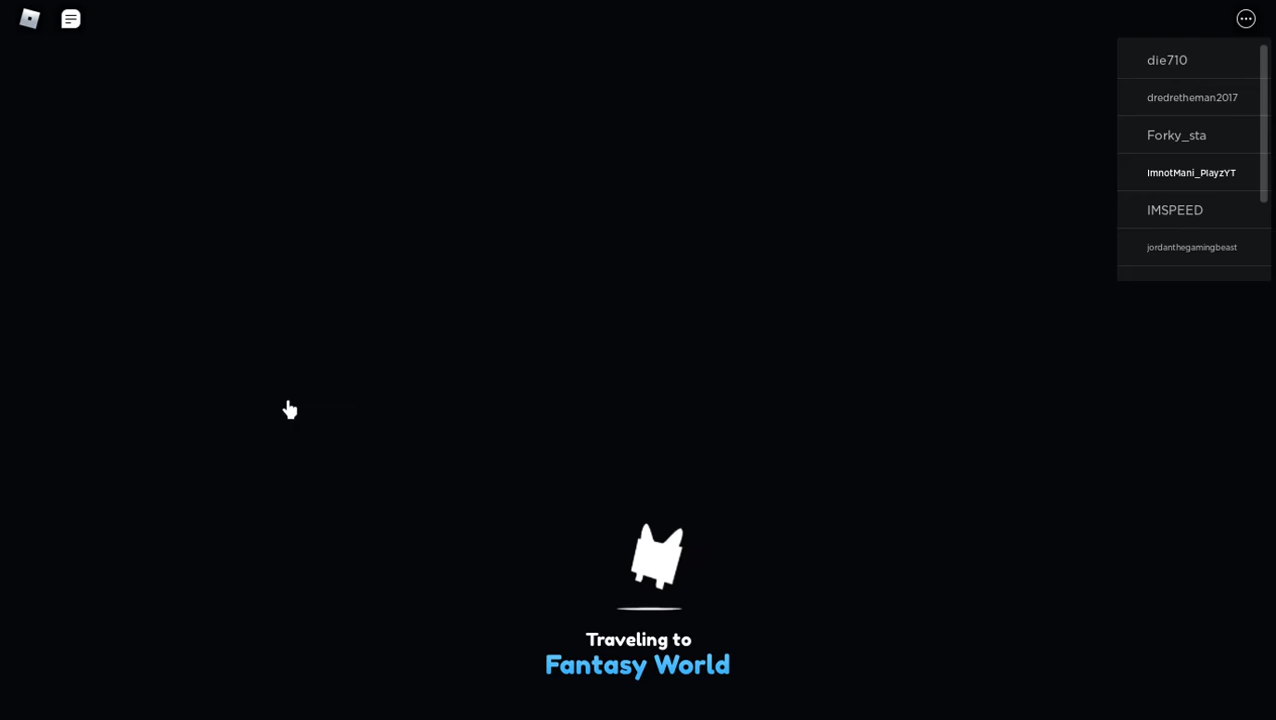 die710
dredretheman2017
Forky_sta
ImnotMani_PlayzYT
IMSPEED
jordanthegamingbeast
Traveling to
Fantasy World